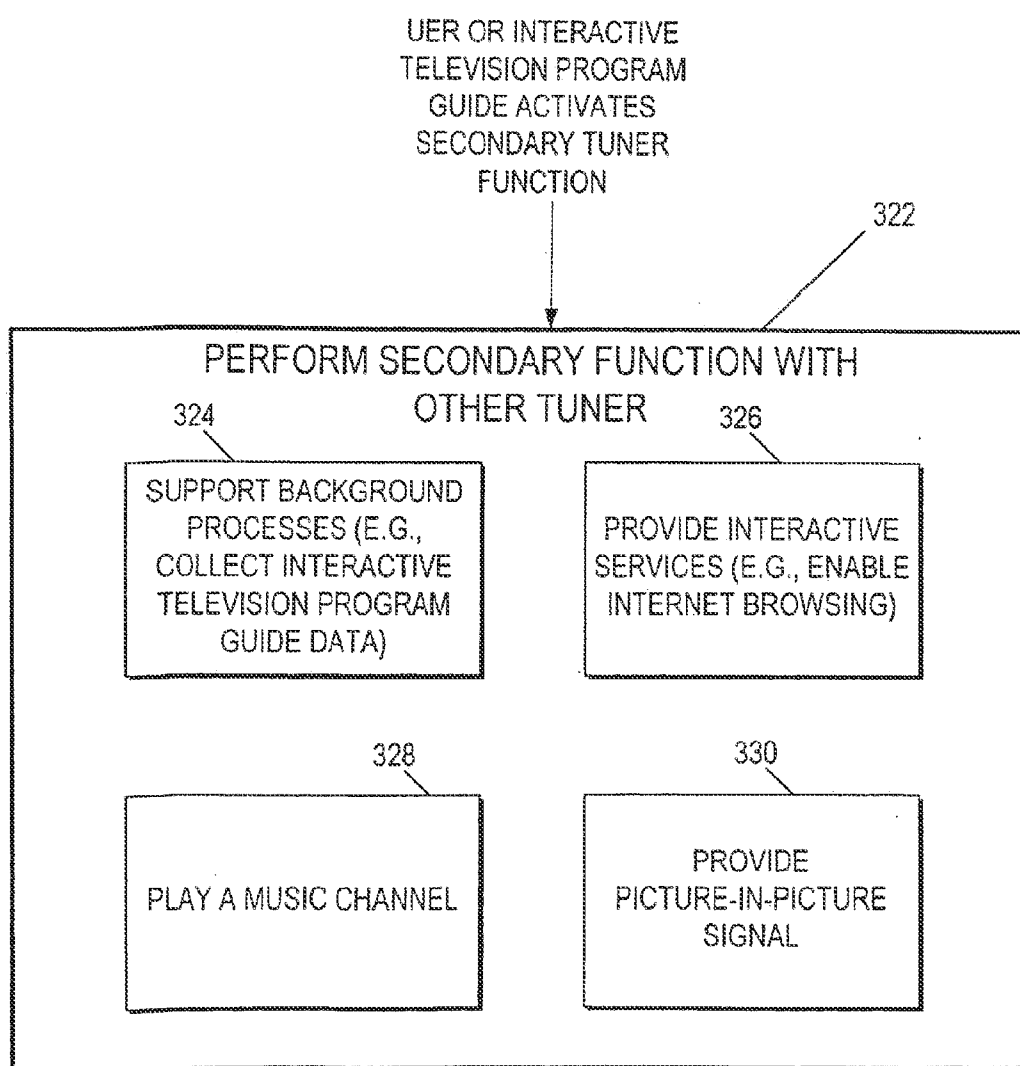 UER OR INTERACTIVE
TELEVISION PROGRAM
GUIDE ACTIVATES
SECONDARY TUNER
FUNCTION
322
PERFORM SECONDARY FUNCTION WITH
OTHER TUNER
324
SUPPORT BACKGROUND
PROCESSES (E.G.,
COLLECT INTERACTIVE
TELEVISION PROGRAM
GUIDE DATA)
326
PROVIDE INTERACTIVE
SERVICES (E.G., ENABLE
INTERNET BROWSING)
328
PLAY A MUSIC CHANNEL
330
PROVIDE
PICTURE-IN-PICTURE
SIGNAL